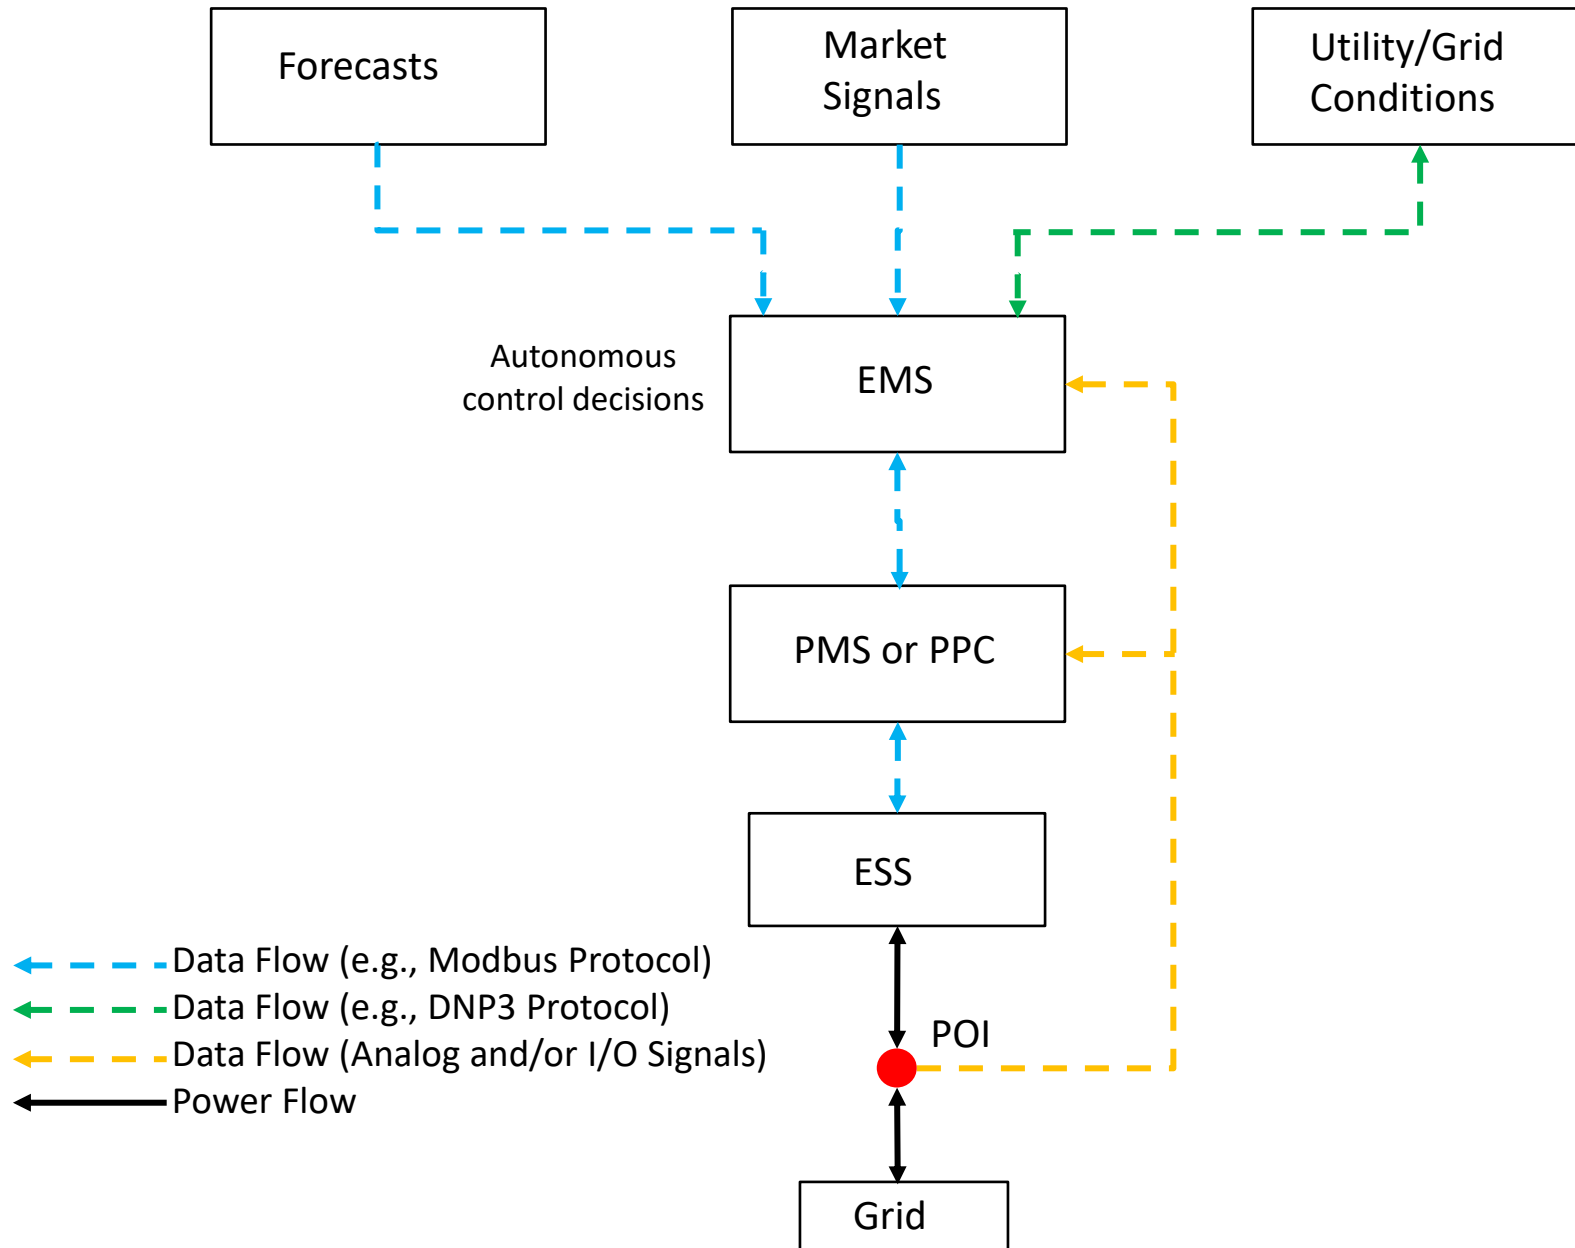 Forecasts
Market
Signals
Utility/Grid
Conditions
Autonomous
control decisions
EMS
PMS or PPC
ESS
Data Flow (e.g., Modbus Protocol)
Data Flow (e.g., DNP3 Protocol)
Data Flow (Analog and/or I/O Signals)
Power Flow
POI
Grid